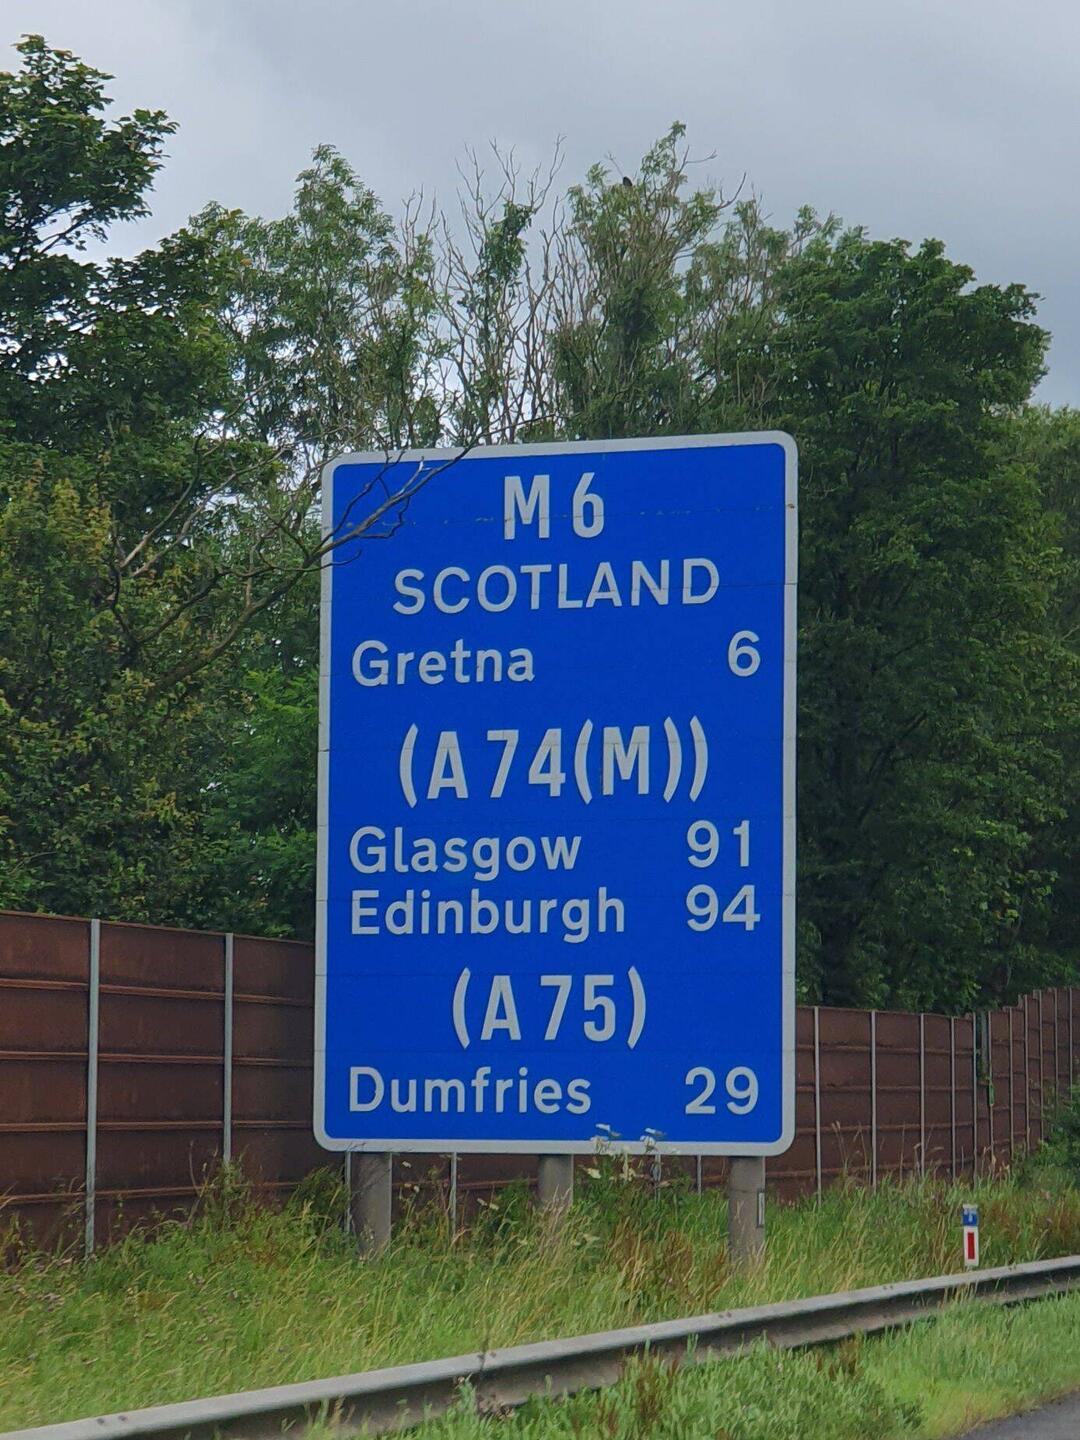 M6
SCOTLAND
Gretna 6
(A74(M))
Glasgow 91
Edinburgh 94
(A75)
Dumfries 29